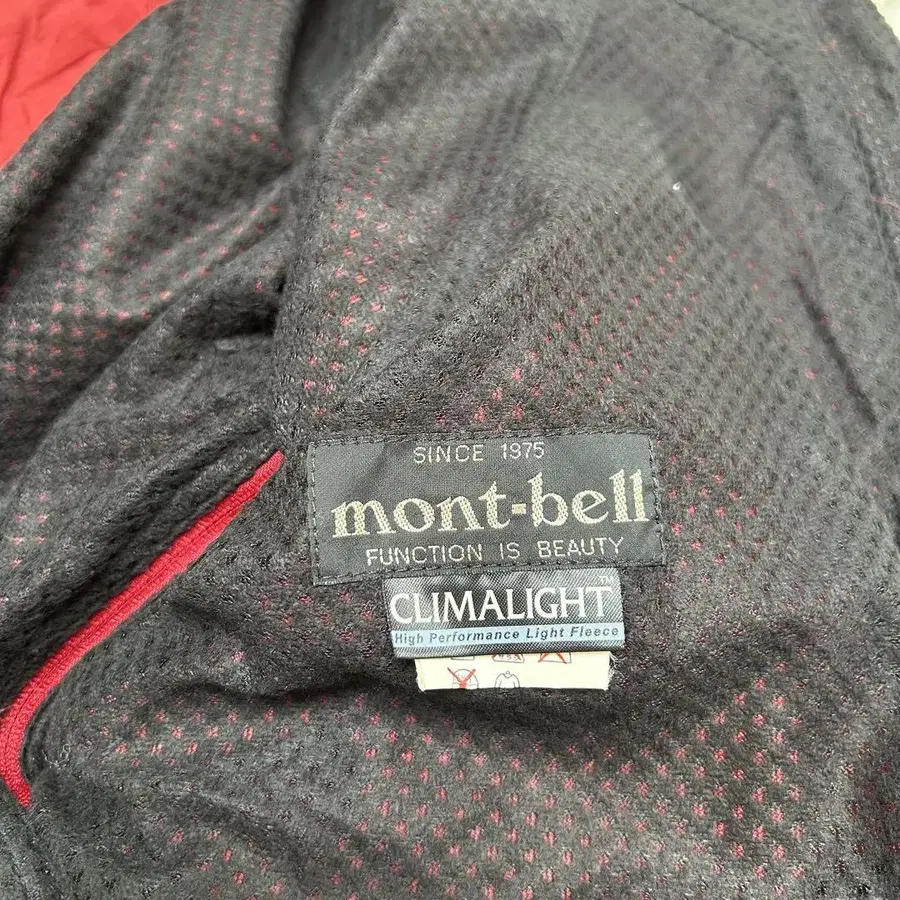 SINCE 1975
mont-bell
FUNCTION IS BEAUTY
CLIMALIGHT™
High Performance Light Fleece